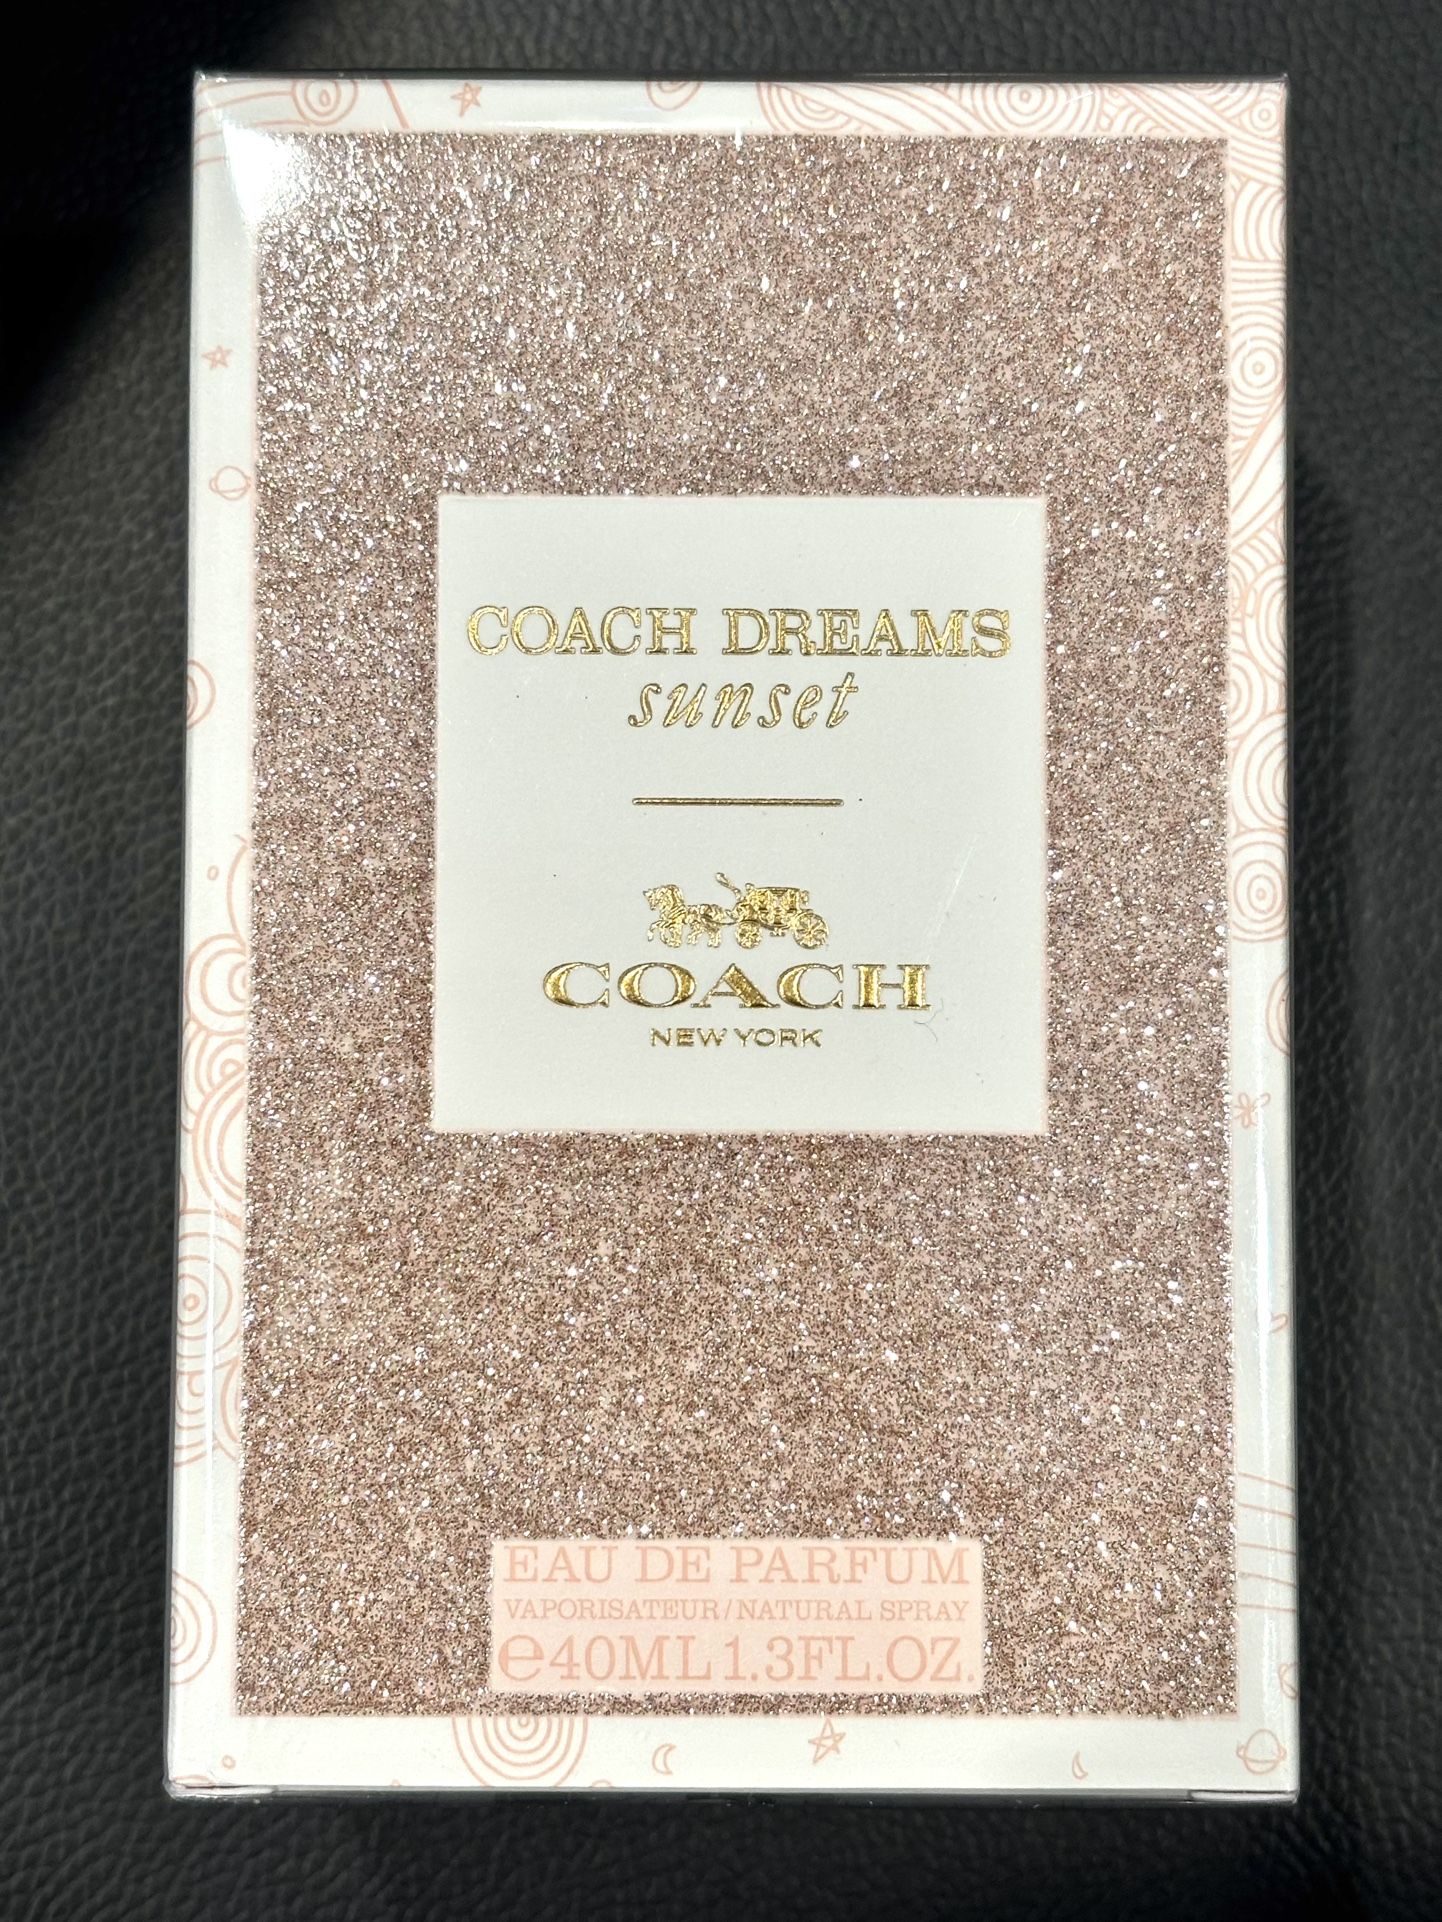 COACH DREAMS
sunset
COACH
NEW YORK
EAU DE PARFUM
VAPORISATEUR/NATURAL SPRAY
℮40ML 1.3FL.OZ.